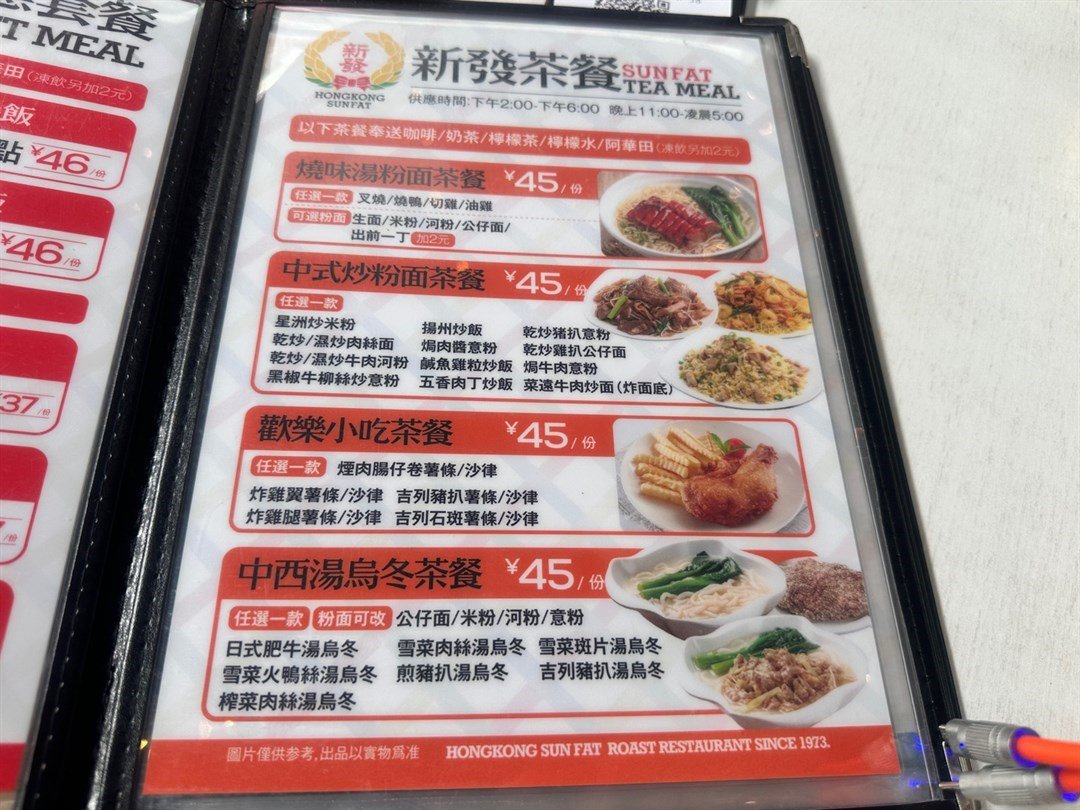 套餐
T MEAL
田(凍飲另加2元)
飯
點 ¥46/份
¥46/份
37/份
/份
新發
HONGKONG
SUNFAT
新發茶餐 SUNFAT
TEA MEAL
供應時間:下午2:00-下午6:00 晚上11:00-凌晨5:00
以下茶餐奉送咖啡/奶茶/檸檬茶/檸檬水/阿華田(凍飲另加2元)
燒味湯粉面茶餐 ¥45/份
任選一款 叉燒/燒鴨/切雞/油雞
可選粉面 生面/米粉/河粉/公仔面/
出前一丁 加2元
中式炒粉面茶餐 ¥45/份
任選一款
星洲炒米粉 揚州炒飯 乾炒豬扒意粉
乾炒/濕炒肉絲面 焗肉醬意粉 乾炒雞扒公仔面
乾炒/濕炒牛肉河粉 鹹魚雞粒炒飯 焗牛肉意粉
黑椒牛柳絲炒意粉 五香肉丁炒飯 菜遠牛肉炒面(炸面底)
歡樂小吃茶餐 ¥45/份
任選一款 煙肉腸仔卷薯條/沙律
炸雞翼薯條/沙律 吉列豬扒薯條/沙律
炸雞腿薯條/沙律 吉列石斑薯條/沙律
中西湯烏冬茶餐 ¥45/份
任選一款 粉面可改 公仔面/米粉/河粉/意粉
日式肥牛湯烏冬 雪菜肉絲湯烏冬 雪菜斑片湯烏冬
雪菜火鴨絲湯烏冬 煎豬扒湯烏冬 吉列豬扒湯烏冬
榨菜肉絲湯烏冬
圖片僅供參考,出品以實物爲准 HONGKONG SUN FAT ROAST RESTAURANT SINCE 1973.